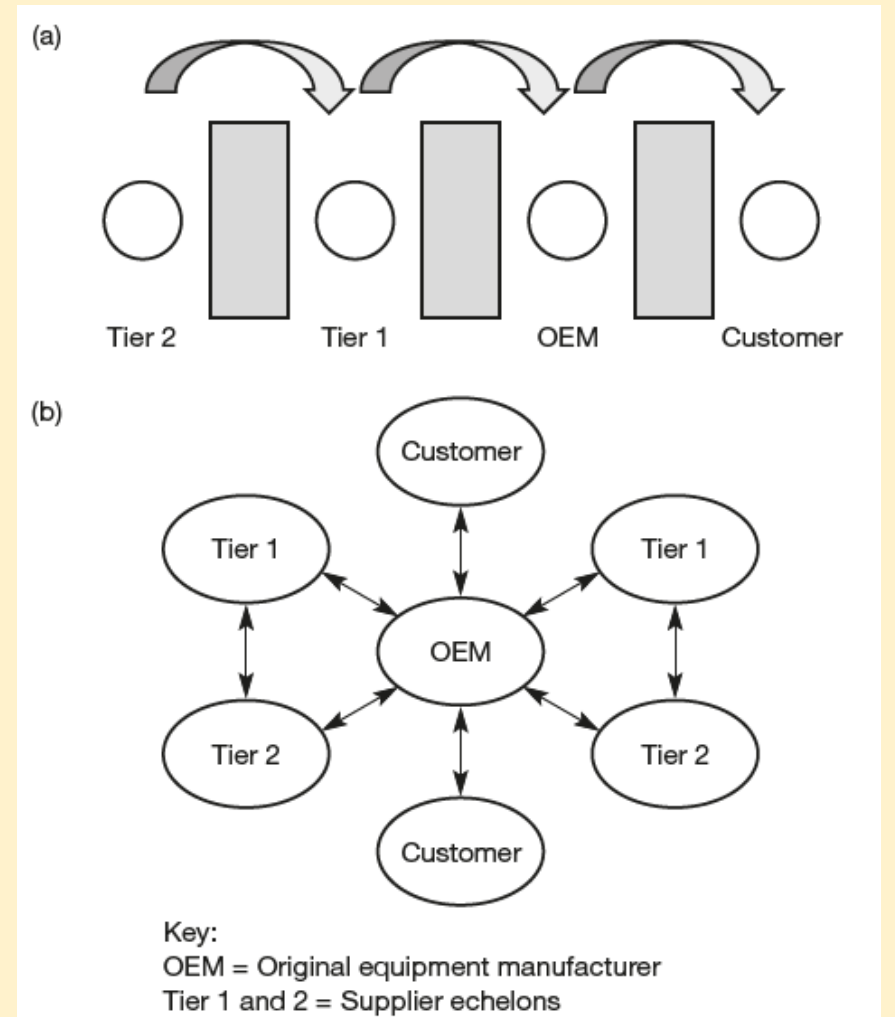 (a)
Tier 2 Tier 1 OEM Customer
(b)
Customer
Tier 1 Tier 1
OEM
Tier 2 Tier 2
Customer
Key:
OEM = Original equipment manufacturer
Tier 1 and 2 = Supplier echelons